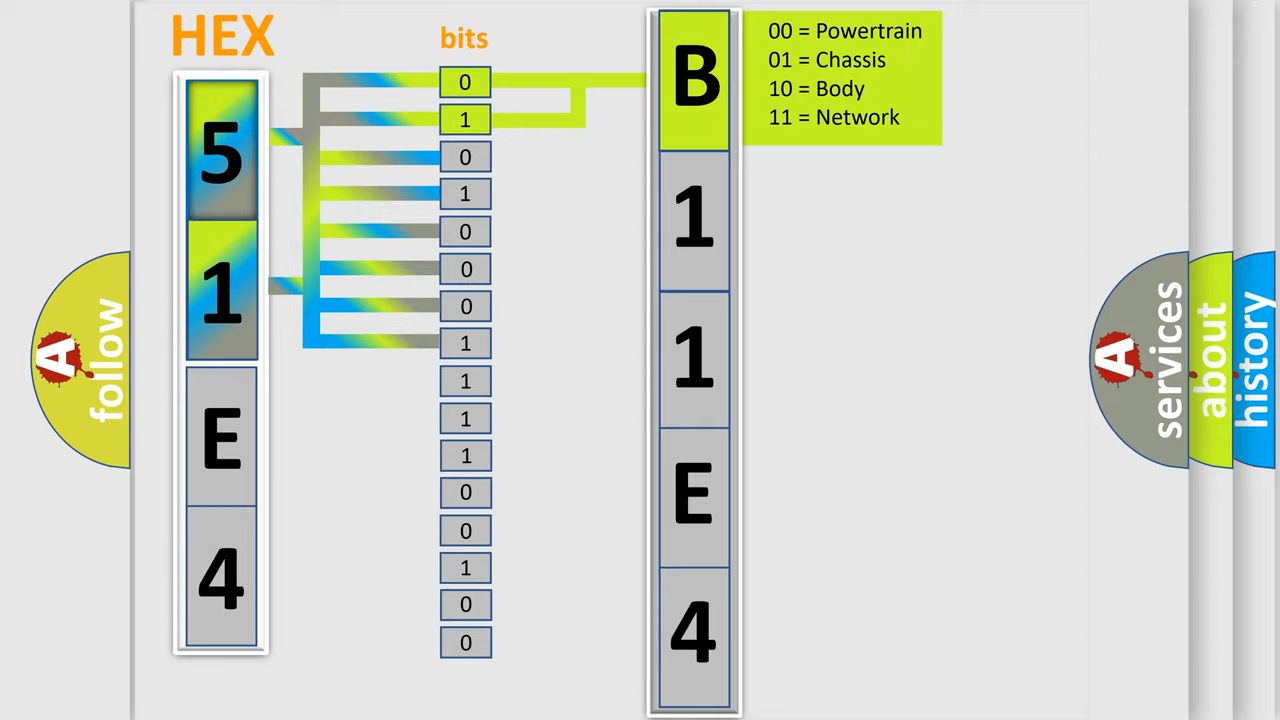 HEX
bits
5
1
E
4
0
1
0
1
0
0
0
1
1
1
1
0
0
1
0
0
B
1
1
E
4
00 = Powertrain
01 = Chassis
10 = Body
11 = Network
A
follow
A
services
about
history